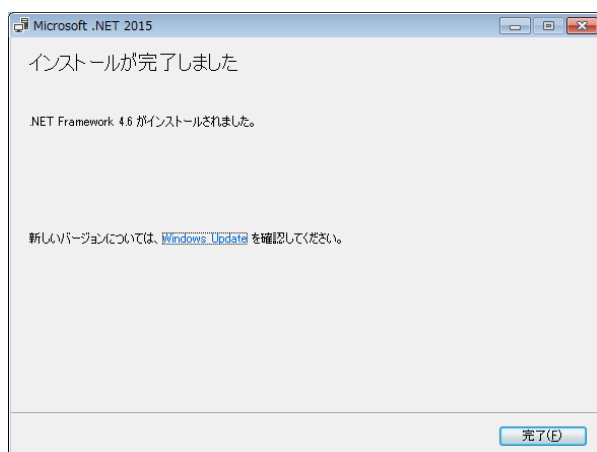 Microsoft .NET 2015
インストールが完了しました
.NET Framework 4.6 がインストールされました。
新しいバージョンについては、Windows Update を確認してください。
完了(F)